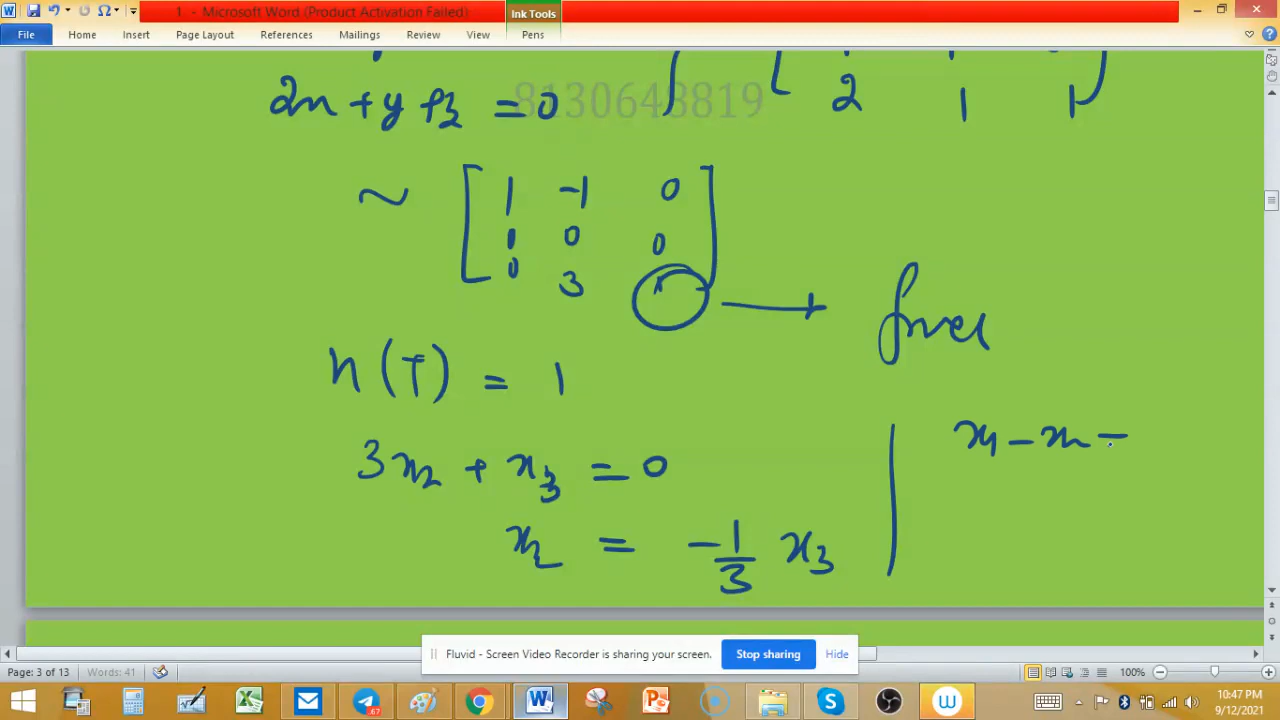 1 - Microsoft Word (Product Activation Failed)
Ink Tools
File Home Insert Page Layout References Mailings Review View Pens
8130648819
2x + y + z = 0
2 1 1
~ [ 1 -1 0
0 0 0
0 3 1 ] → free
n(T) = 1
3x2 + x3 = 0
x1 - x2 =
x2 = -1/3 x3
Fluvid - Screen Video Recorder is sharing your screen.
Stop sharing
Hide
Page: 3 of 13
Words: 41
100%
10:47 PM
9/12/2021